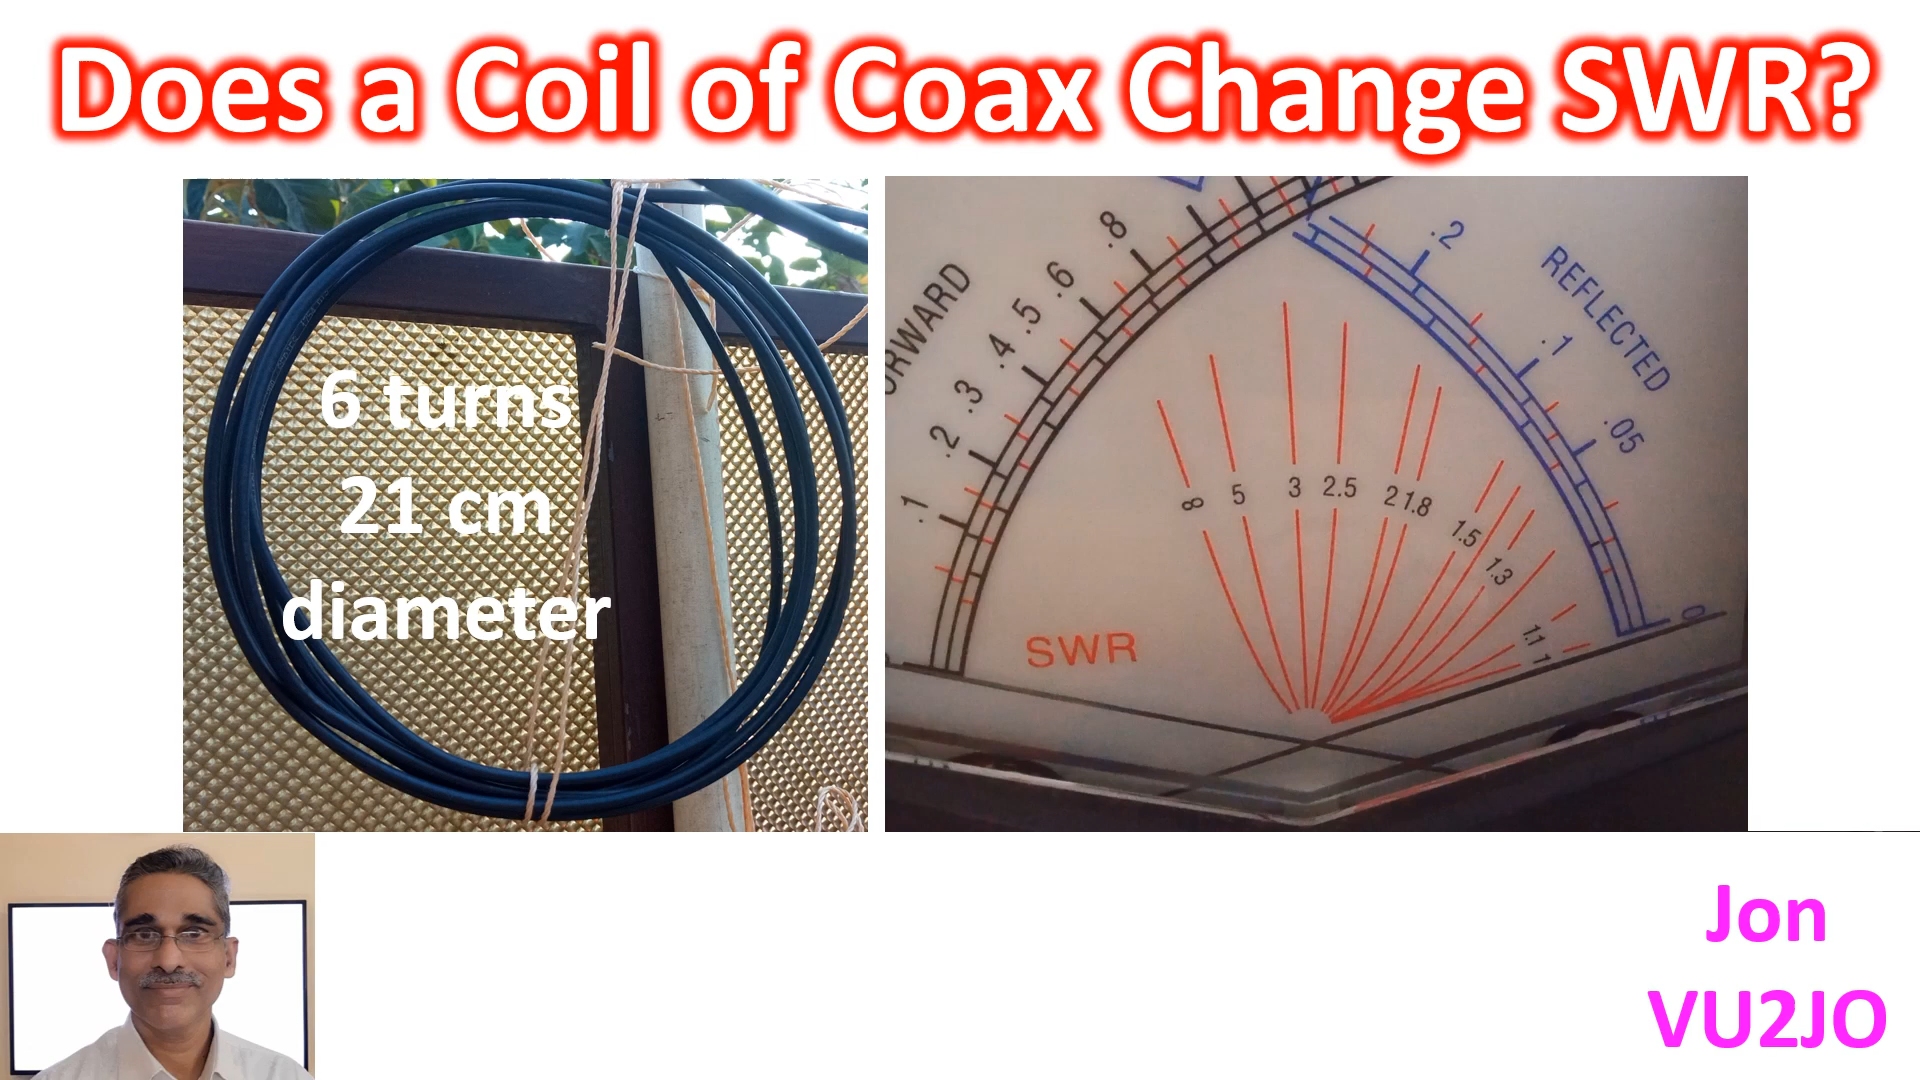 Does a Coil of Coax Change SWR?
6 turns
21 cm
diameter
.1
.2
.3
.4
.5
.6
.8
REFLECTED
.2
.1
.05
0
8
5
3
2.5
2
1.8
1.5
1.3
1.1
1
SWR
Jon
VU2JO